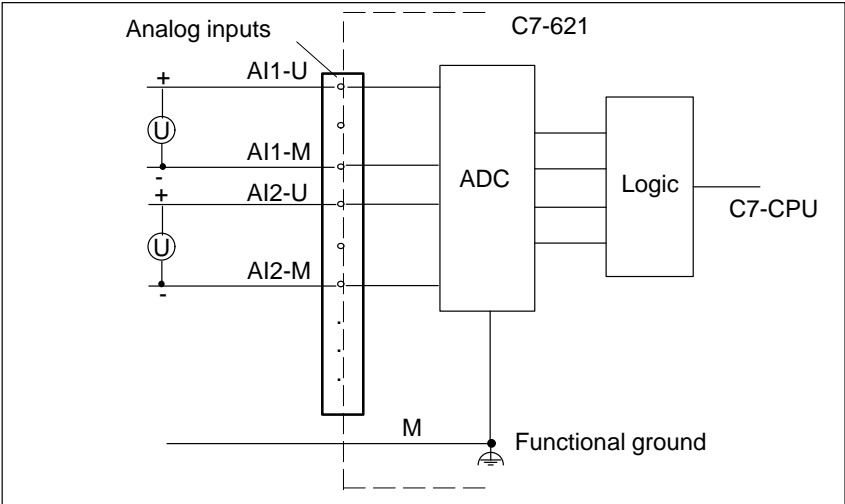 Analog inputs
C7-621
+
AI1-U
U
AI1-M
-
+
AI2-U
U
AI2-M
-
ADC
Logic
C7-CPU
.
.
.
M
Functional ground